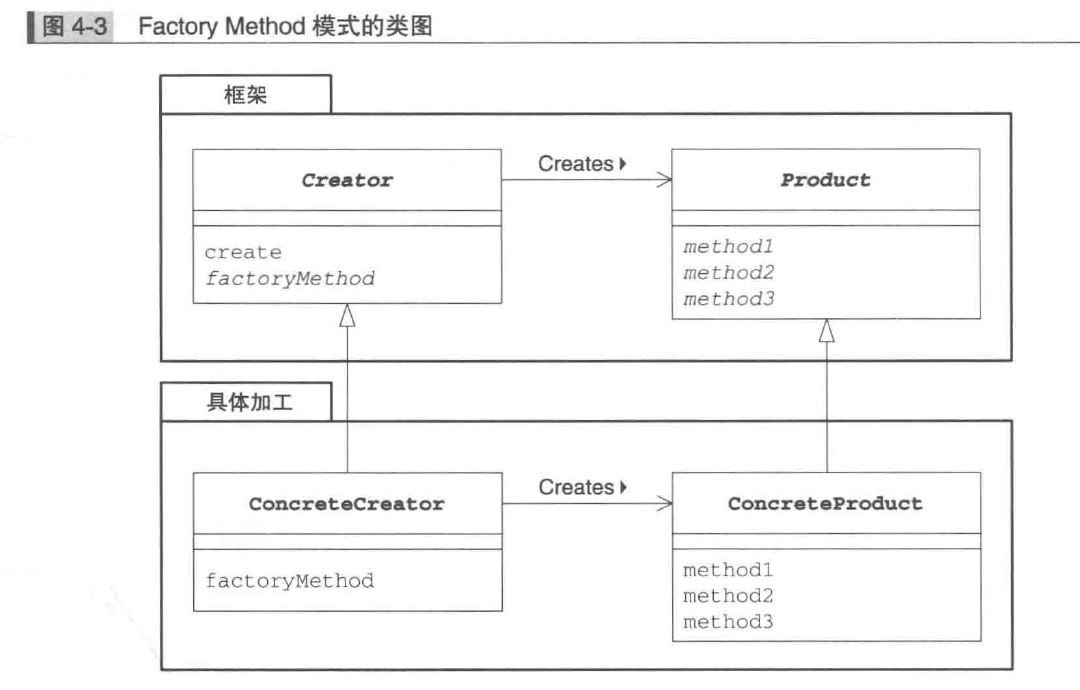 图 4-3 Factory Method 模式的类图
框架
Creator
Creates
Product
create
factoryMethod
method1
method2
method3
具体加工
ConcreteCreator
Creates
ConcreteProduct
factoryMethod
method1
method2
method3